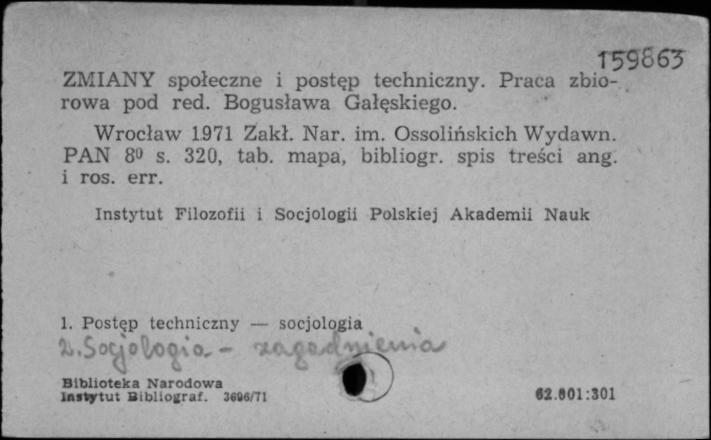 159863
ZMIANY społeczne i postęp techniczny. Praca zbio-
rowa pod red. Bogusława Gałęskiego.
Wrocław 1971 Zakł. Nar. im. Ossolińskich Wydawn.
PAN 8⁰ s. 320, tab. mapa, bibliogr. spis treści ang.
i ros. err.
Instytut Filozofii i Socjologii Polskiej Akademii Nauk
1. Postęp techniczny — socjologia
2. Socjologia - zagadnienia
Biblioteka Narodowa
Instytut Bibliograf. 3696/71
62.001:301